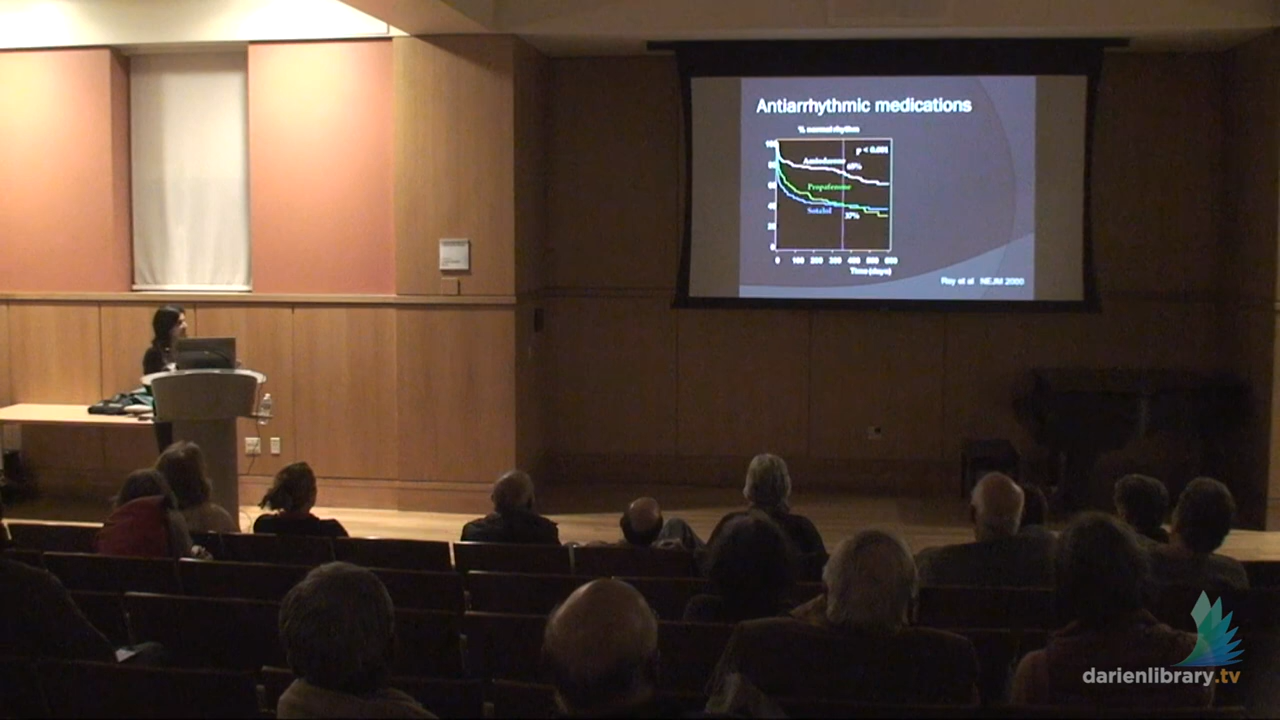 Antiarrhythmic medications
% normal rhythm
p < 0.001
Amiodarone
69%
Propafenone
Sotalol
37%
0 100 200 300 400 500 600
Time (days)
Roy et al NEJM 2000
darienlibrary.tv